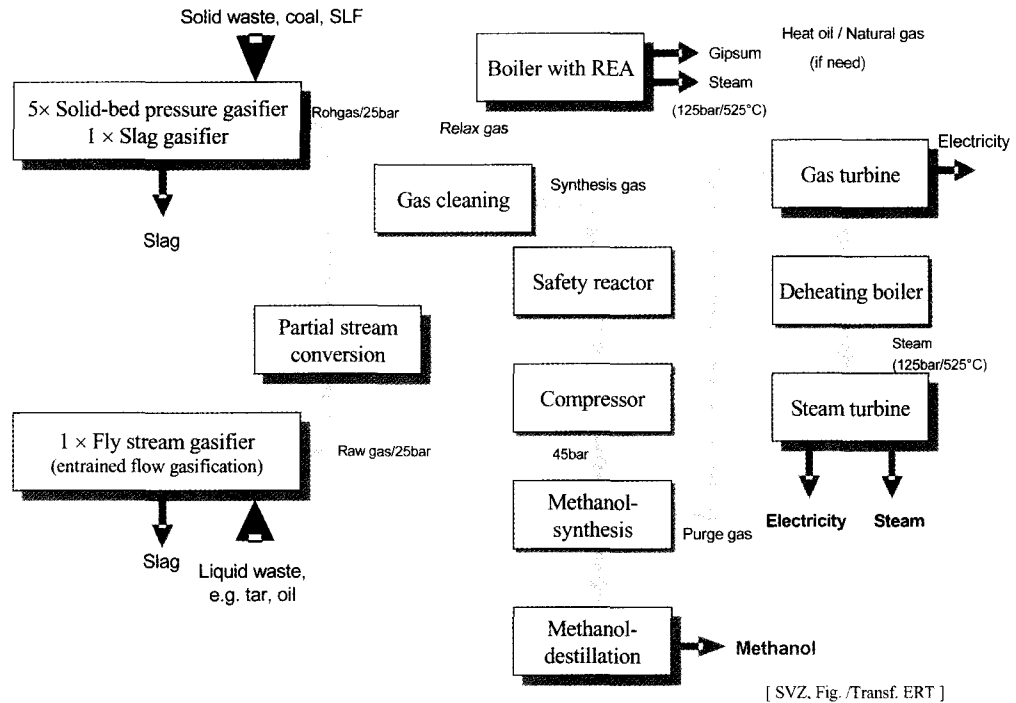 Solid waste, coal, SLF
5× Solid-bed pressure gasifier
1 × Slag gasifier
Rohgas/25bar
Slag
Boiler with REA
Gipsum
Steam
(125bar/525°C)
Heat oil / Natural gas
(if need)
Relax gas
Gas cleaning
Synthesis gas
Electricity
Gas turbine
Safety reactor
Deheating boiler
Partial stream
conversion
Steam
(125bar/525°C)
Compressor
Steam turbine
1 × Fly stream gasifier
(entrained flow gasification)
Raw gas/25bar
45bar
Methanol-
synthesis
Purge gas
Electricity
Steam
Slag
Liquid waste,
e.g. tar, oil
Methanol-
destillation
Methanol
[ SVZ, Fig. /Transf. ERT ]